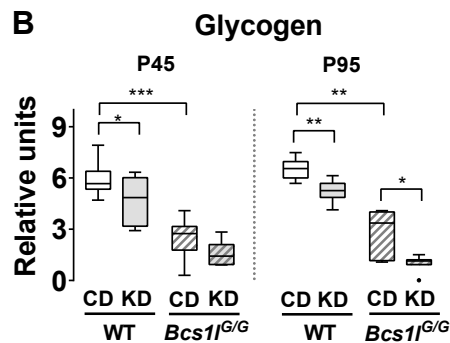 B Glycogen
P45 P95
*** **
* ** *
Relative units
9
6
3
0
CD KD CD KD CD KD CD KD
WT Bcs1l^G/G WT Bcs1l^G/G